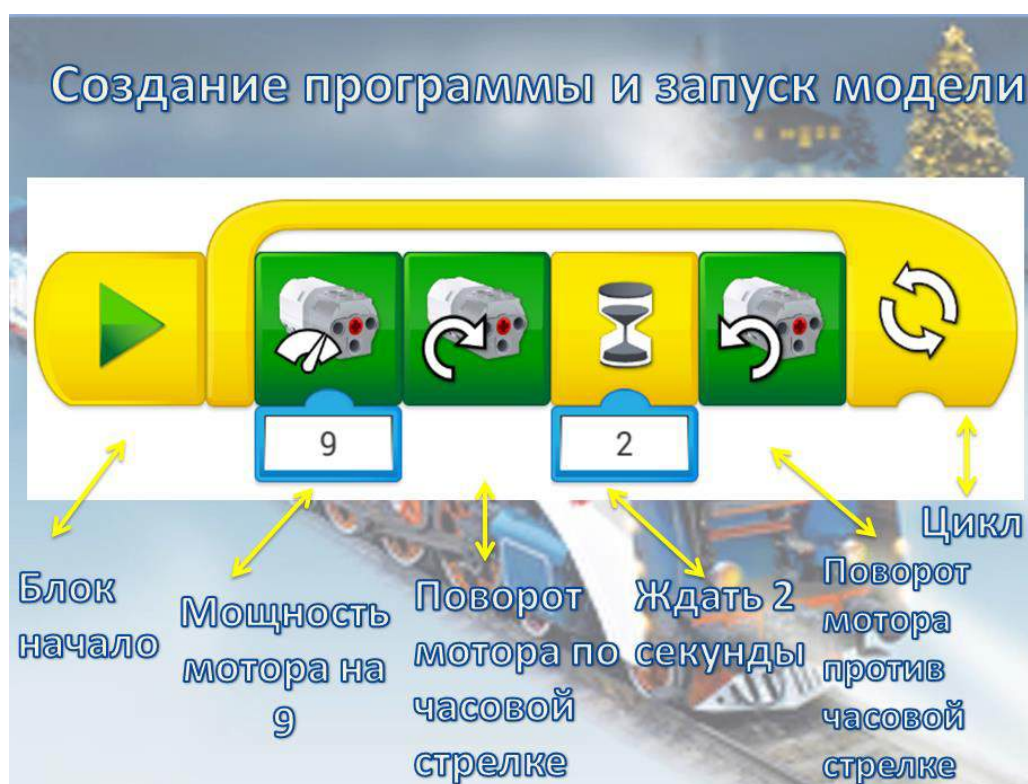 Создание программы и запуск модели
9
2
Блок
начало
Мощность
мотора на
9
Поворот
мотора по
часовой
стрелке
Ждать 2
секунды
Поворот
мотора
против
часовой
стрелке
Цикл